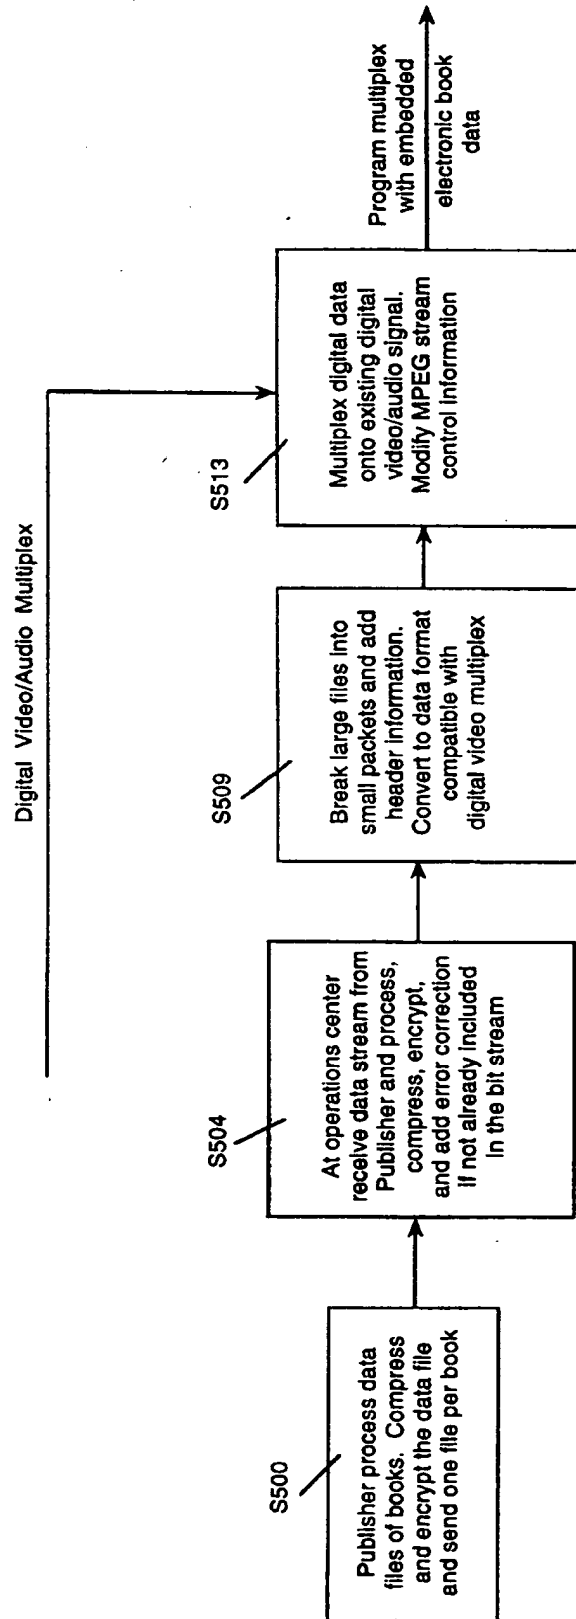 Digital Video/Audio Multiplex
S500
Publisher process data
files of books. Compress
and encrypt the data file
and send one file per book
S504
At operations center
receive data stream from
Publisher and process,
compress, encrypt,
and add error correction
if not already included
in the bit stream
S509
Break large files into
small packets and add
header information.
Convert to data format
compatible with
digital video multiplex
S513
Multiplex digital data
onto existing digital
video/audio signal.
Modify MPEG stream
control information
Program multiplex
with embedded
electronic book
data